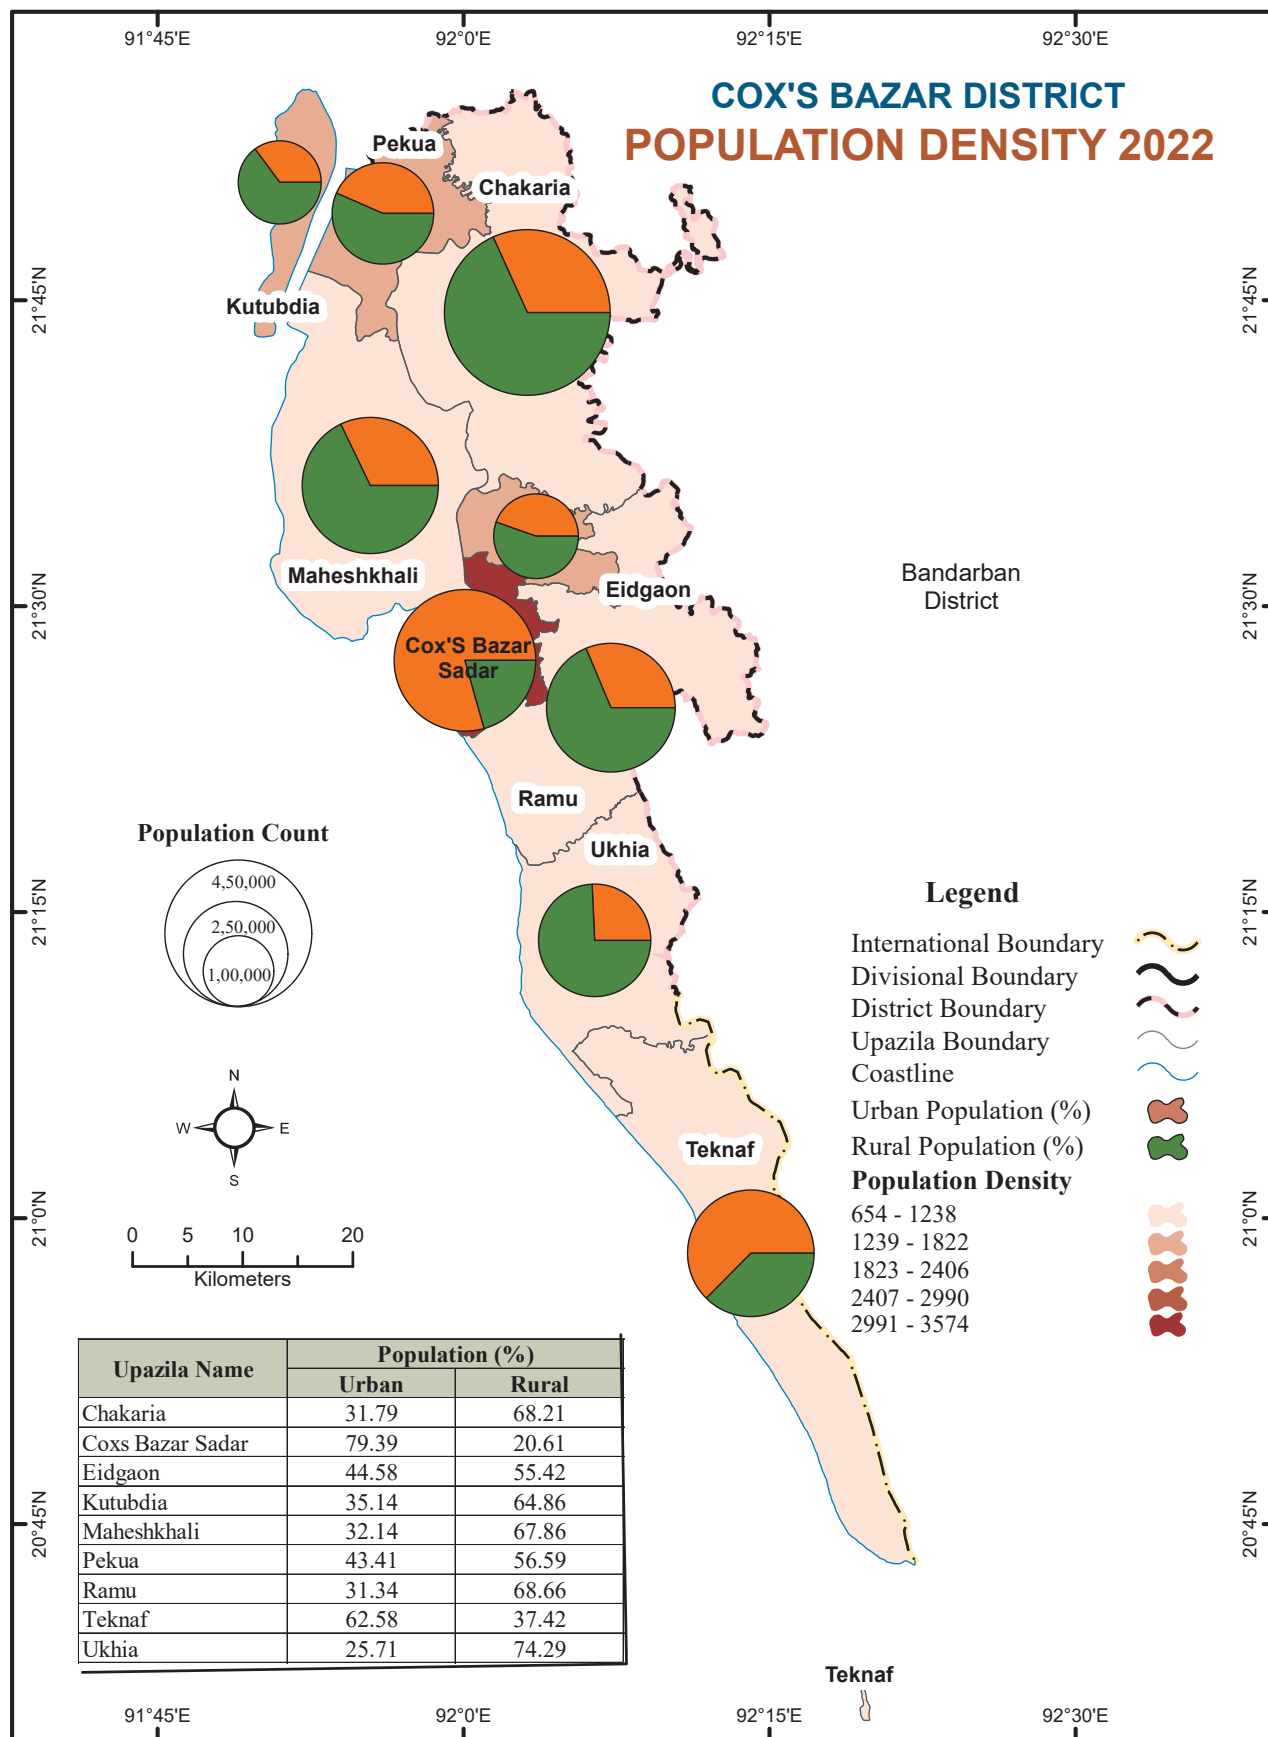 91°45'E 92°0'E 92°15'E 92°30'E
COX'S BAZAR DISTRICT
POPULATION DENSITY 2022
Pekua
Chakaria
Kutubdia
21°45'N 21°45'N
Maheshkhali
Eidgaon
Bandarban
District
21°30'N 21°30'N
Cox'S Bazar
Sadar
Ramu
Ukhia
Population Count
4,50,000
2,50,000
1,00,000
21°15'N 21°15'N
Legend
International Boundary
Divisional Boundary
District Boundary
Upazila Boundary
Coastline
Urban Population (%)
Rural Population (%)
Population Density
654 - 1238
1239 - 1822
1823 - 2406
2407 - 2990
2991 - 3574
N
W E
S
Teknaf
21°0'N 21°0'N
0 5 10 20
Kilometers
Upazila Name Population (%)
Urban Rural
Chakaria 31.79 68.21
Coxs Bazar Sadar 79.39 20.61
Eidgaon 44.58 55.42
Kutubdia 35.14 64.86
Maheshkhali 32.14 67.86
Pekua 43.41 56.59
Ramu 31.34 68.66
Teknaf 62.58 37.42
Ukhia 25.71 74.29
20°45'N 20°45'N
Teknaf
91°45'E 92°0'E 92°15'E 92°30'E